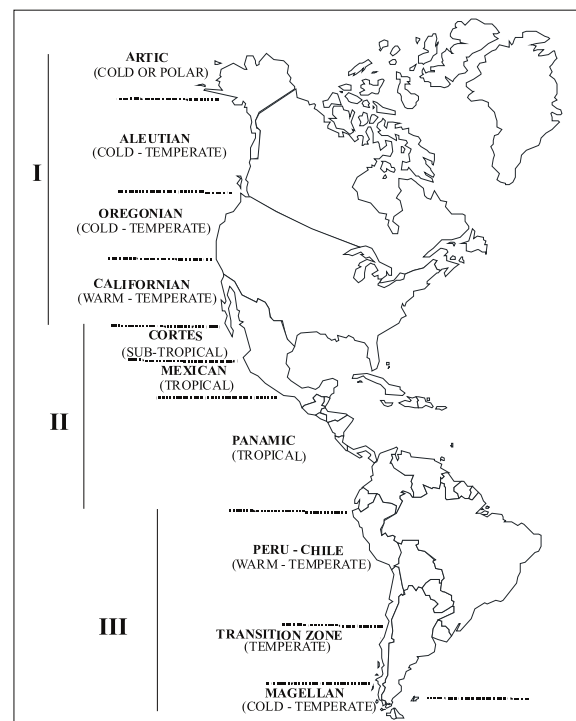 ARTIC
(COLD OR POLAR)
ALEUTIAN
(COLD - TEMPERATE)
I
OREGONIAN
(COLD - TEMPERATE)
CALIFORNIAN
(WARM - TEMPERATE)
CORTES
(SUB-TROPICAL)
MEXICAN
(TROPICAL)
II
PANAMIC
(TROPICAL)
PERU - CHILE
(WARM - TEMPERATE)
III
TRANSITION ZONE
(TEMPERATE)
MAGELLAN
(COLD - TEMPERATE)